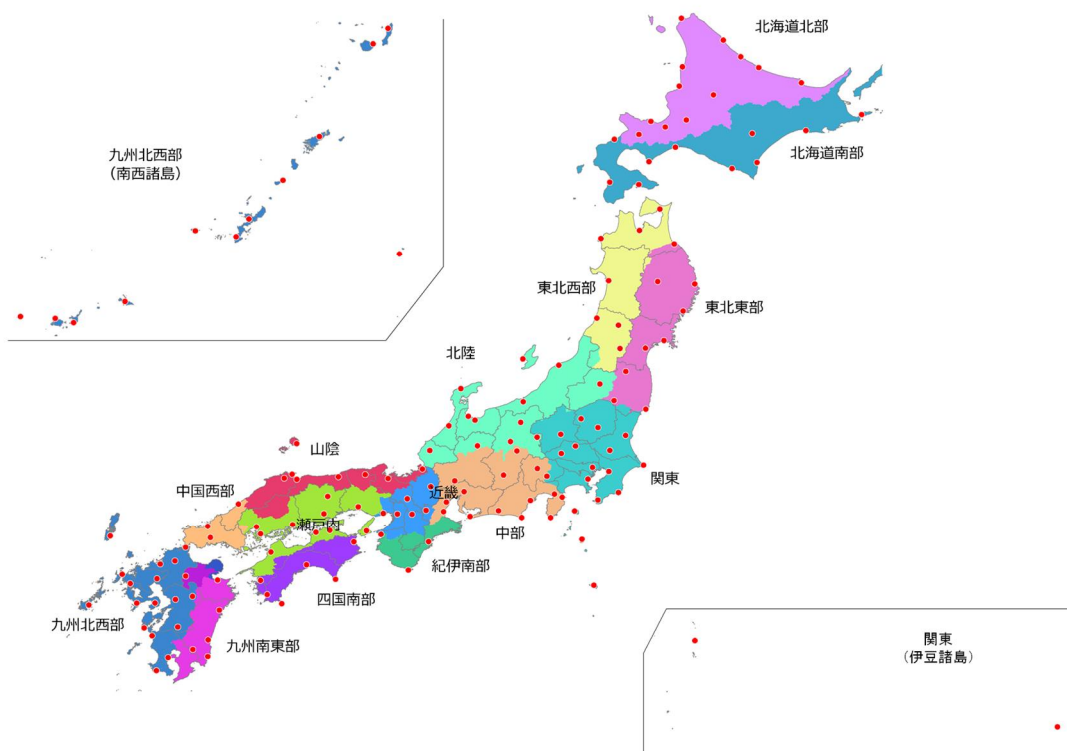 北海道北部
九州北西部
（南西諸島）
北海道南部
東北西部
東北東部
北陸
山陰
関東
中国西部
近畿
瀬戸内
中部
紀伊南部
四国南部
九州北西部
九州南東部
関東
（伊豆諸島）